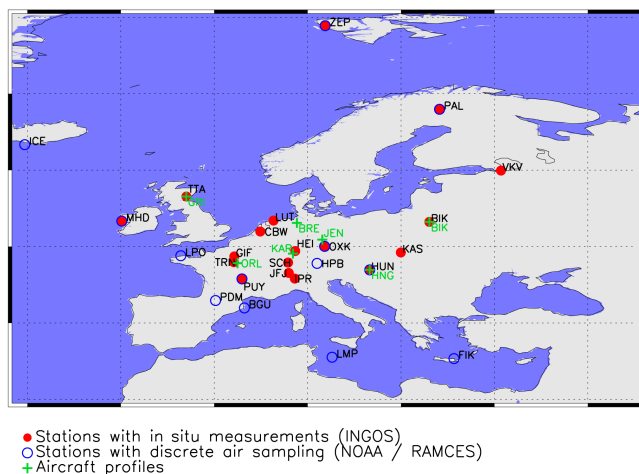 ZEP
PAL
ICE
VKV
TTA
GRI
MHD
LUT
BIK
BIK
BRE
CBW
JEN
LPO
GIF
HEI
OXK
KAS
KAR
TRN
ORL
SCH
HPB
HUN
HNG
JFJ
IPR
PUY
PDM
BGU
LMP
FIK
Stations with in situ measurements (INGOS)
Stations with discrete air sampling (NOAA / RAMCES)
Aircraft profiles